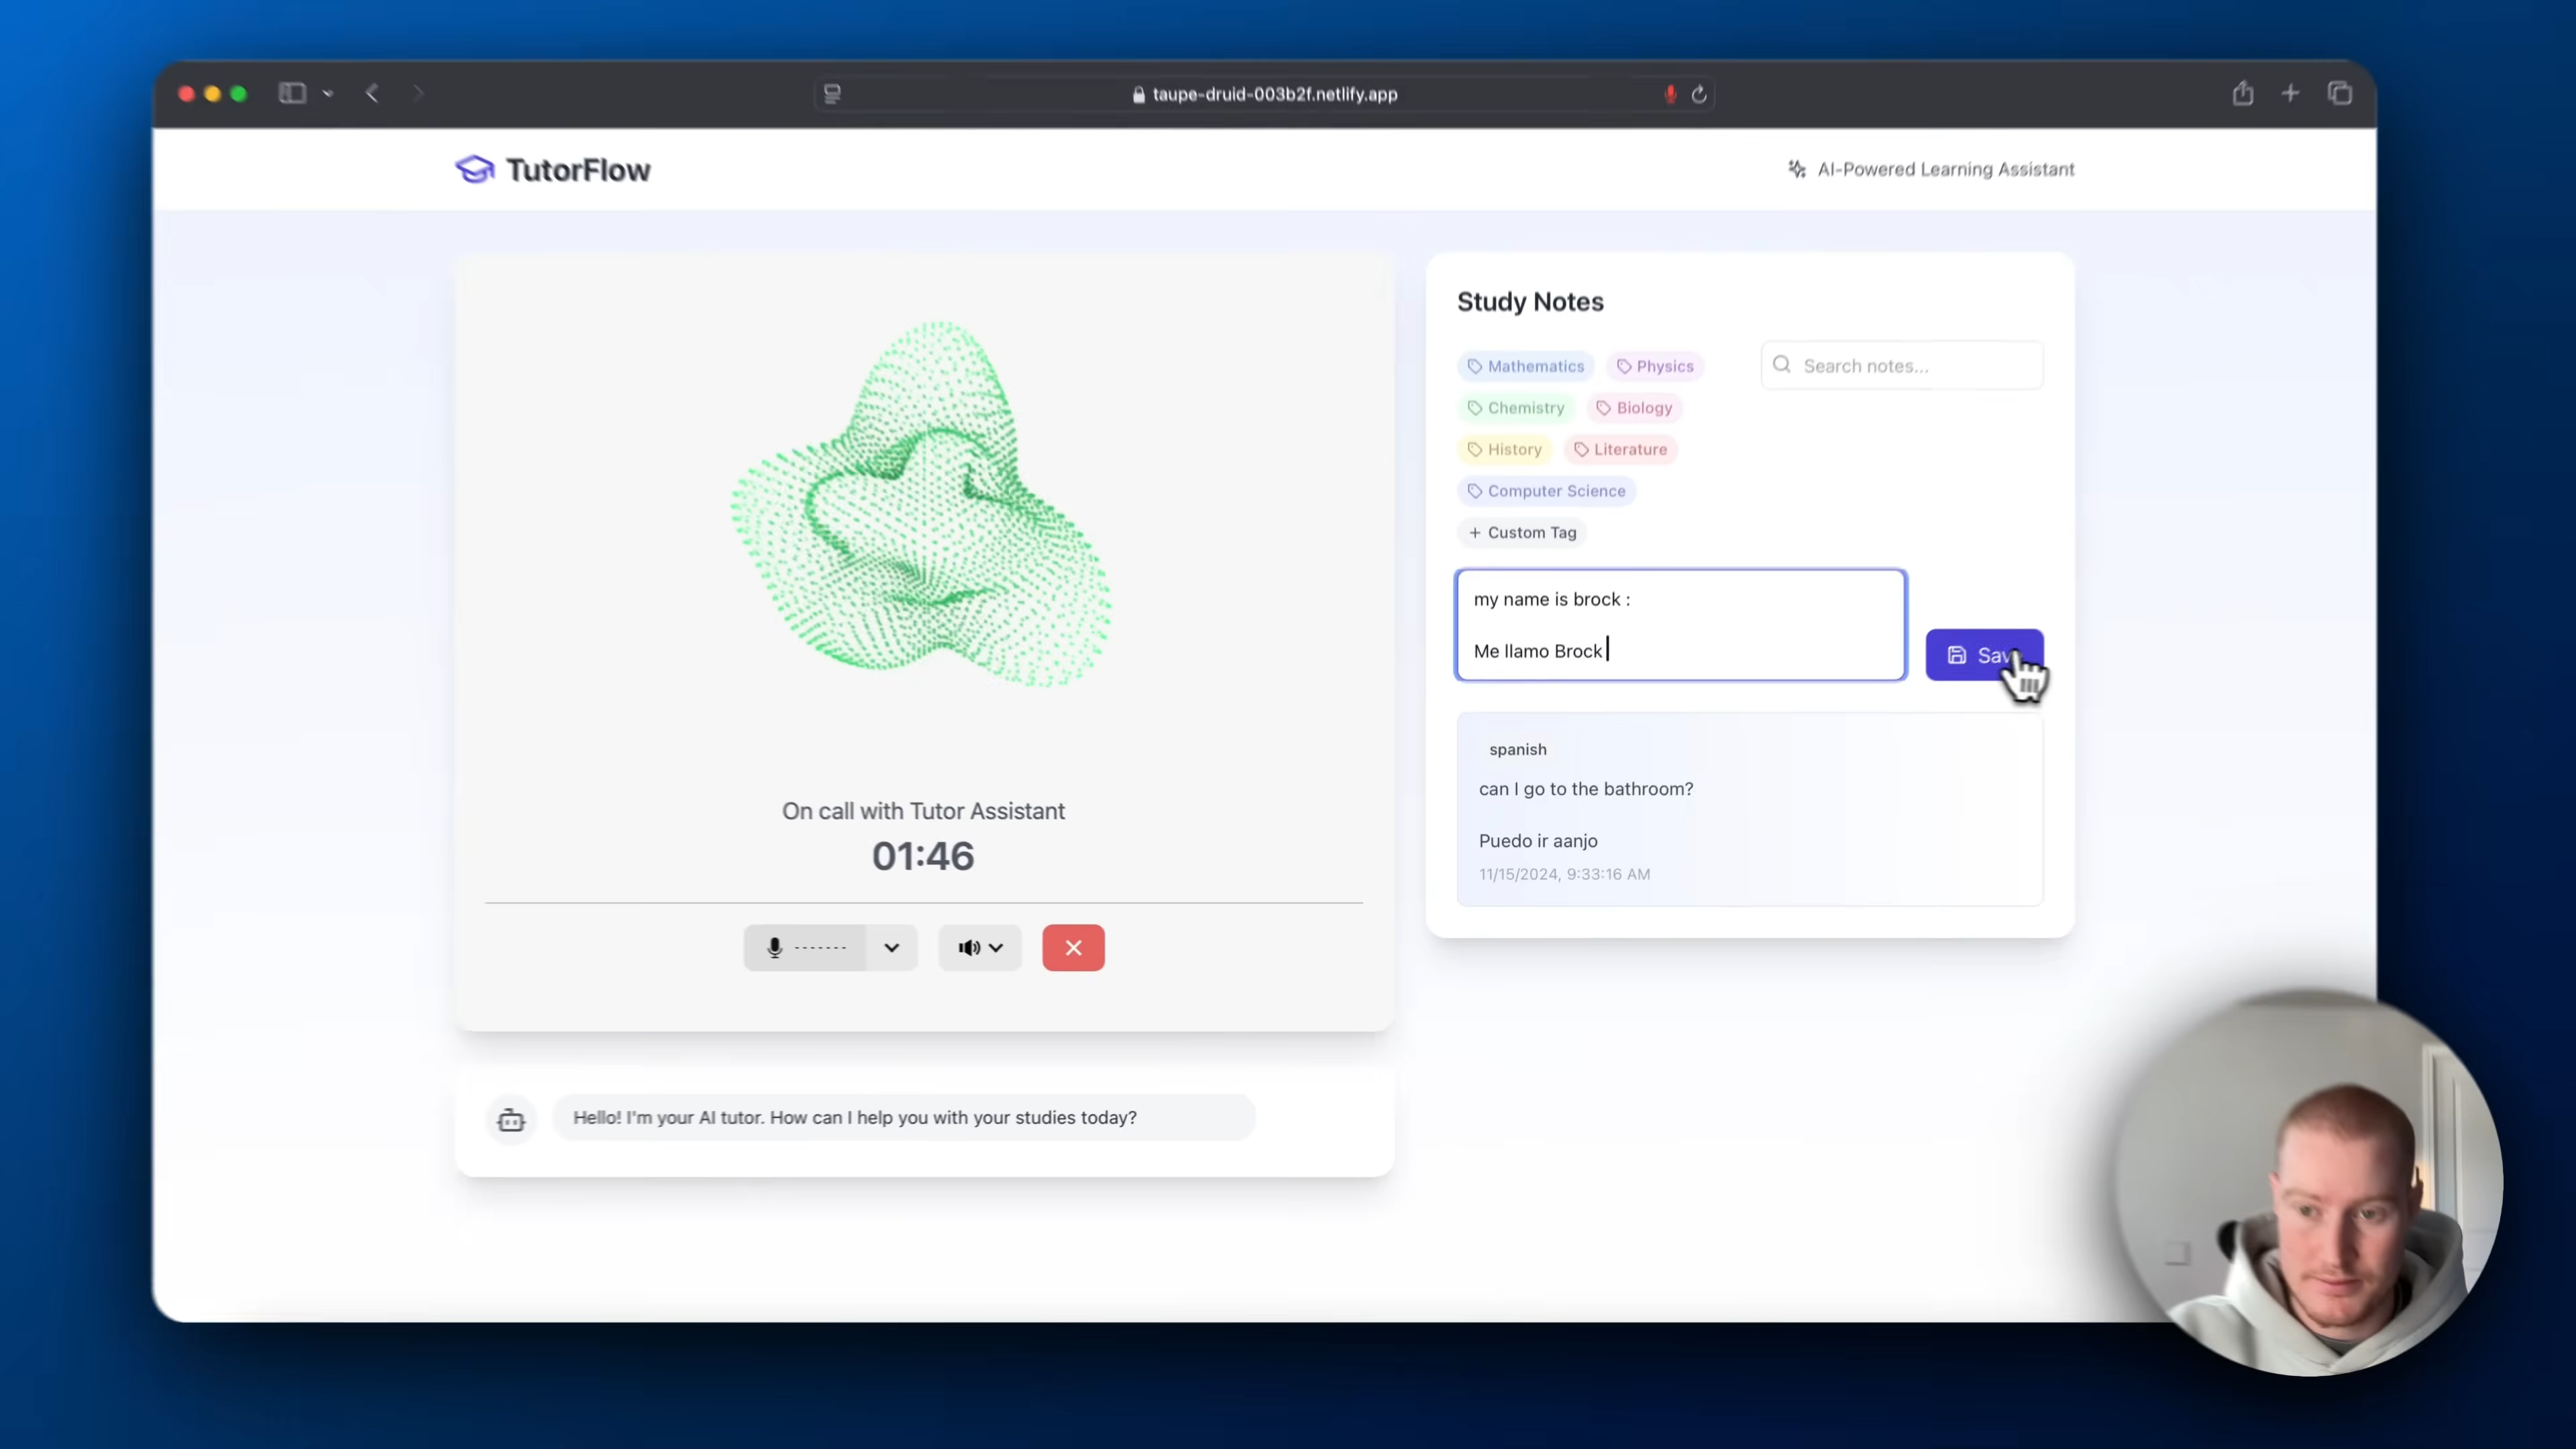 taupe-druid-003b2f.netlify.app
TutorFlow
AI-Powered Learning Assistant
On call with Tutor Assistant
01:46
Hello! I'm your AI tutor. How can I help you with your studies today?
Study Notes
Mathematics
Physics
Search notes...
Chemistry
Biology
History
Literature
Computer Science
+ Custom Tag
my name is brock :
Me llamo Brock
spanish
can I go to the bathroom?
Puedo ir aanjo
11/15/2024, 9:33:16 AM